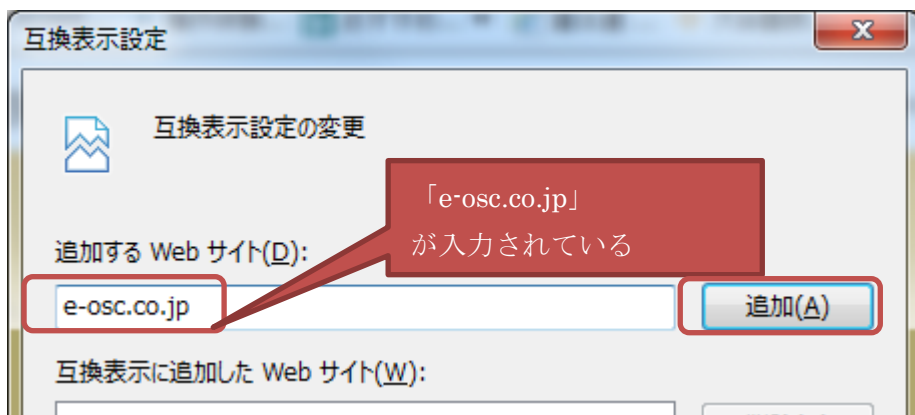 互換表示設定
互換表示設定の変更
「e-osc.co.jp」
が入力されている
追加する Web サイト(D):
e-osc.co.jp
追加(A)
互換表示に追加した Web サイト(W):